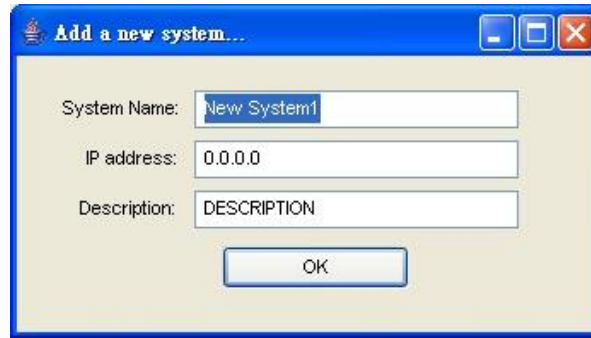 Add a new system...
System Name: New System1
IP address: 0.0.0.0
Description: DESCRIPTION
OK